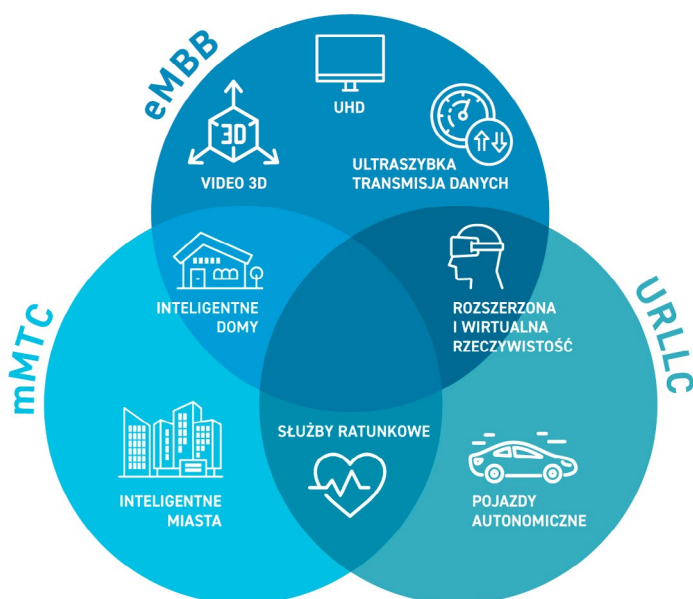 eMBB
UHD
3D
VIDEO 3D
ULTRASZYBKA
TRANSMISJA DANYCH
mMTC
INTELIGENTNE
DOMY
ROZSZERZONA
I WIRTUALNA
RZECZYWISTOŚĆ
URLLC
SŁUŻBY RATUNKOWE
INTELIGENTNE
MIASTA
POJAZDY
AUTONOMICZNE